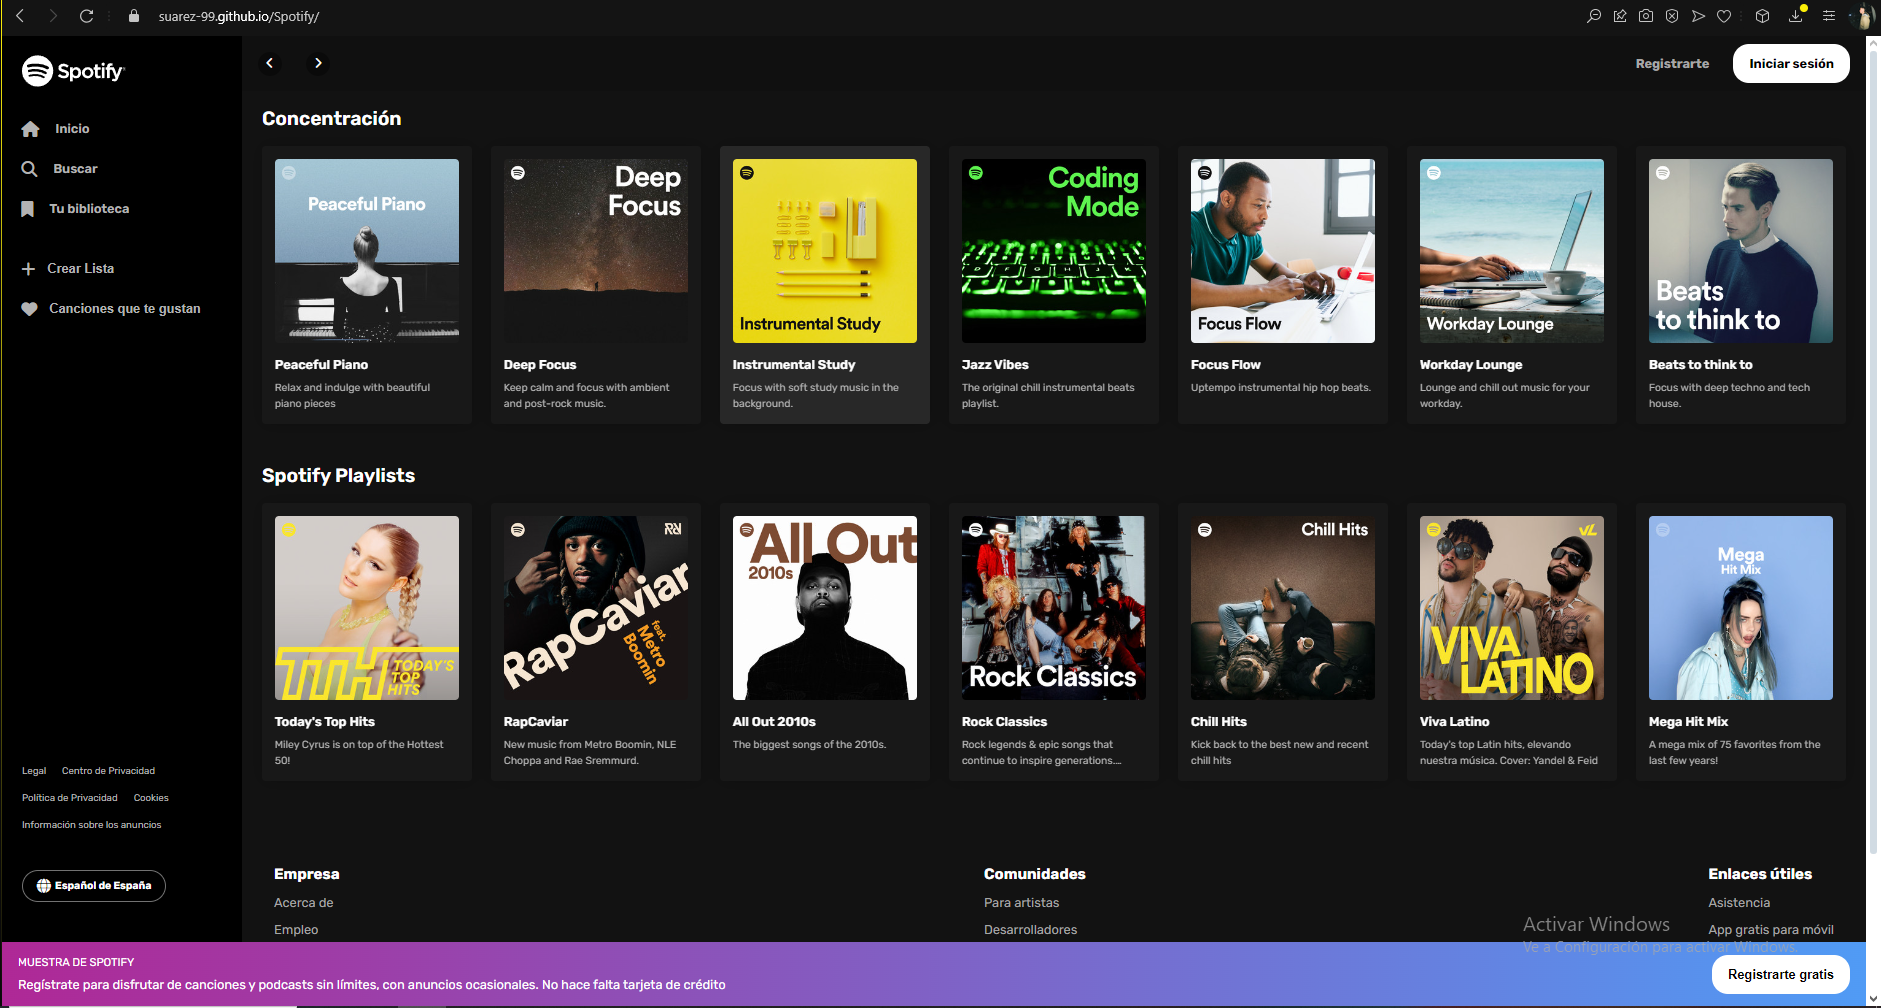 suarez-99.github.io/Spotify/
Spotify
Registrarte
Iniciar sesión
Inicio
Buscar
Tu biblioteca
Crear Lista
Canciones que te gustan
Legal
Centro de Privacidad
Política de Privacidad
Cookies
Información sobre los anuncios
Español de España
Concentración
Peaceful Piano
Peaceful Piano
Relax and indulge with beautiful
piano pieces
Deep
Focus
Deep Focus
Keep calm and focus with ambient
and post-rock music.
Instrumental Study
Instrumental Study
Focus with soft study music in the
background.
Coding
Mode
Jazz Vibes
The original chill instrumental beats
playlist.
Focus Flow
Focus Flow
Uptempo instrumental hip hop beats.
Workday Lounge
Workday Lounge
Lounge and chill out music for your
workday.
Beats
to think to
Beats to think to
Focus with deep techno and tech
house.
Spotify Playlists
TTH
TODAY'S
TOP
HITS
Today's Top Hits
Miley Cyrus is on top of the Hottest
50!
RapCaviar
feat.
Metro
Boomin
RapCaviar
New music from Metro Boomin, NLE
Choppa and Rae Sremmurd.
All Out
2010s
All Out 2010s
The biggest songs of the 2010s.
Rock Classics
Rock Classics
Rock legends & epic songs that
continue to inspire generations....
Chill Hits
Chill Hits
Kick back to the best new and recent
chill hits
VL
VIVA
LATINO
Viva Latino
Today's top Latin hits, elevando
nuestra música. Cover: Yandel & Feid
Mega
Hit Mix
Mega Hit Mix
A mega mix of 75 favorites from the
last few years!
Empresa
Acerca de
Empleo
Comunidades
Para artistas
Desarrolladores
Enlaces útiles
Asistencia
App gratis para móvil
Activar Windows
Ve a Configuración para activar Windows.
MUESTRA DE SPOTIFY
Regístrate para disfrutar de canciones y podcasts sin límites, con anuncios ocasionales. No hace falta tarjeta de crédito
Registrarte gratis